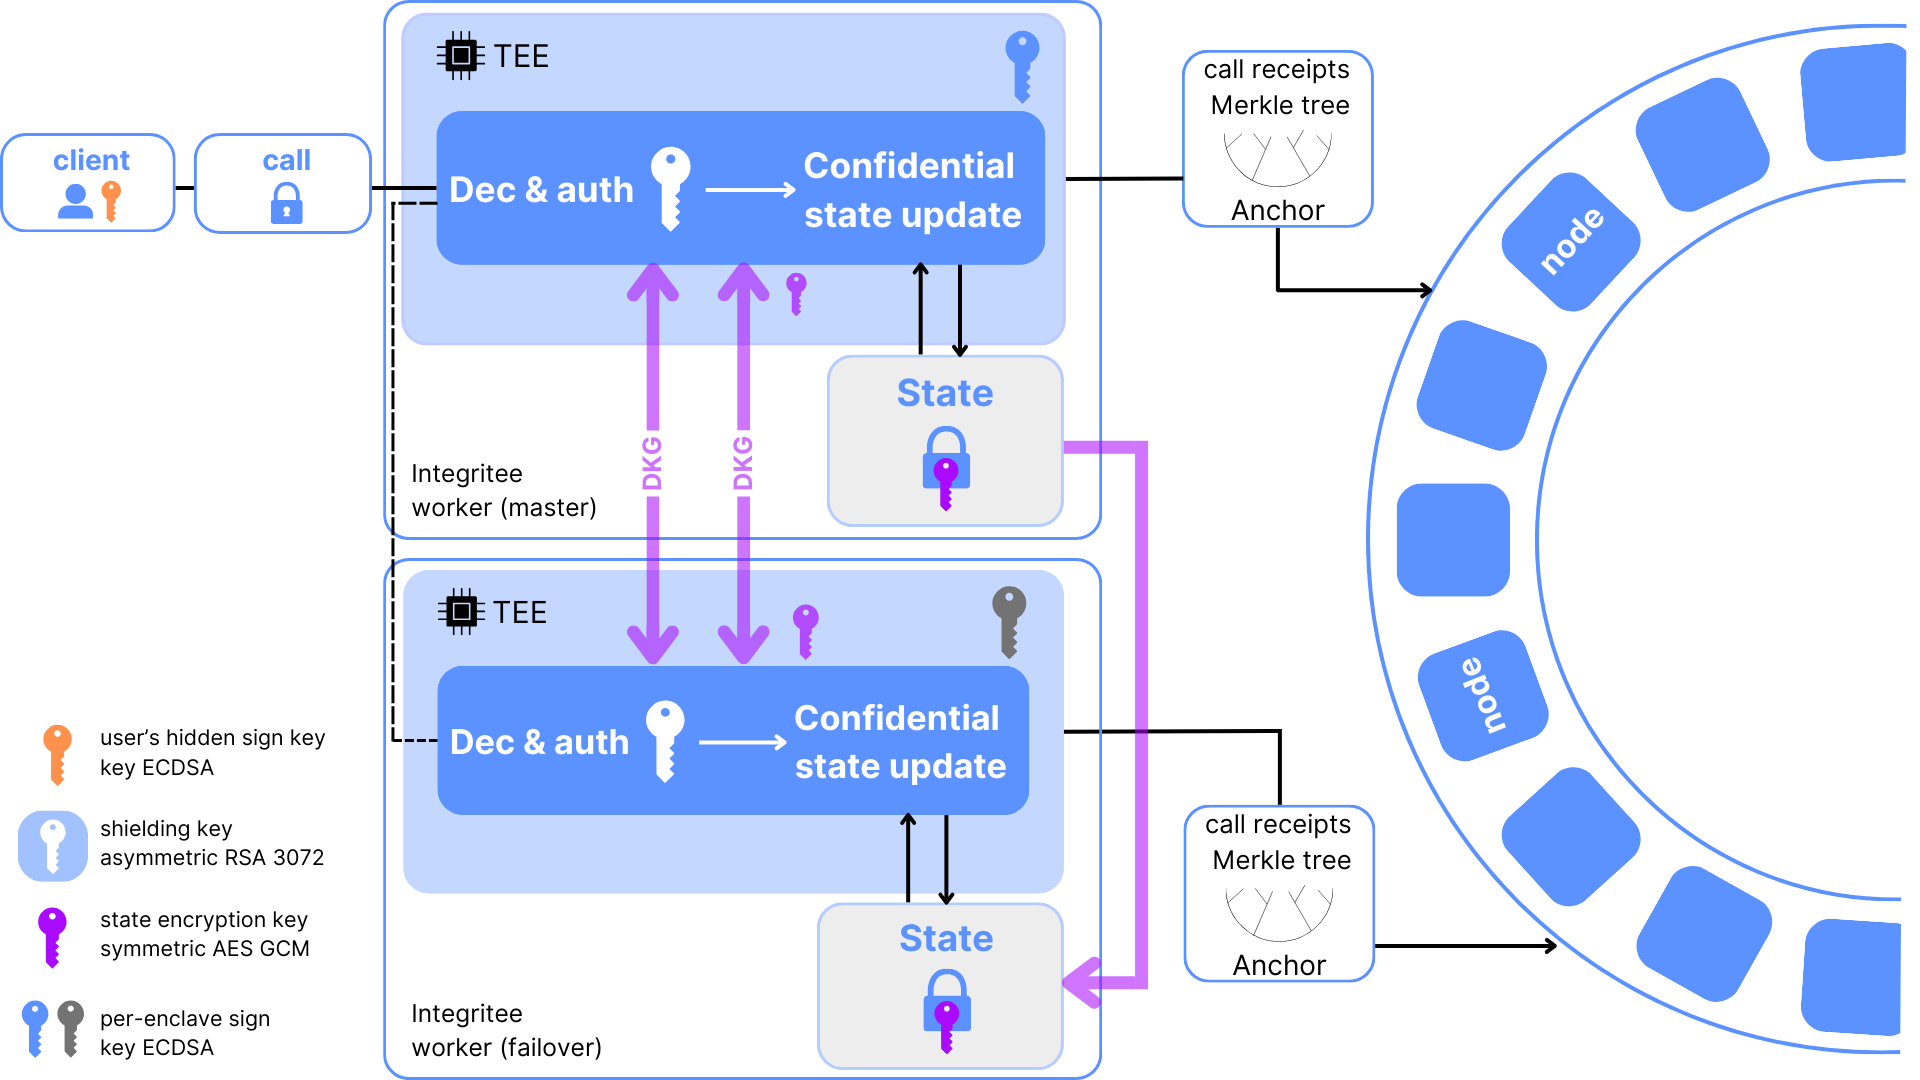 TEE
client
call
Dec & auth
Confidential
state update
call receipts
Merkle tree
Anchor
node
State
DKG
DKG
Integritee
worker (master)
TEE
Dec & auth
Confidential
state update
node
call receipts
Merkle tree
Anchor
State
Integritee
worker (failover)
user’s hidden sign key
key ECDSA
shielding key
asymmetric RSA 3072
state encryption key
symmetric AES GCM
per-enclave sign
key ECDSA